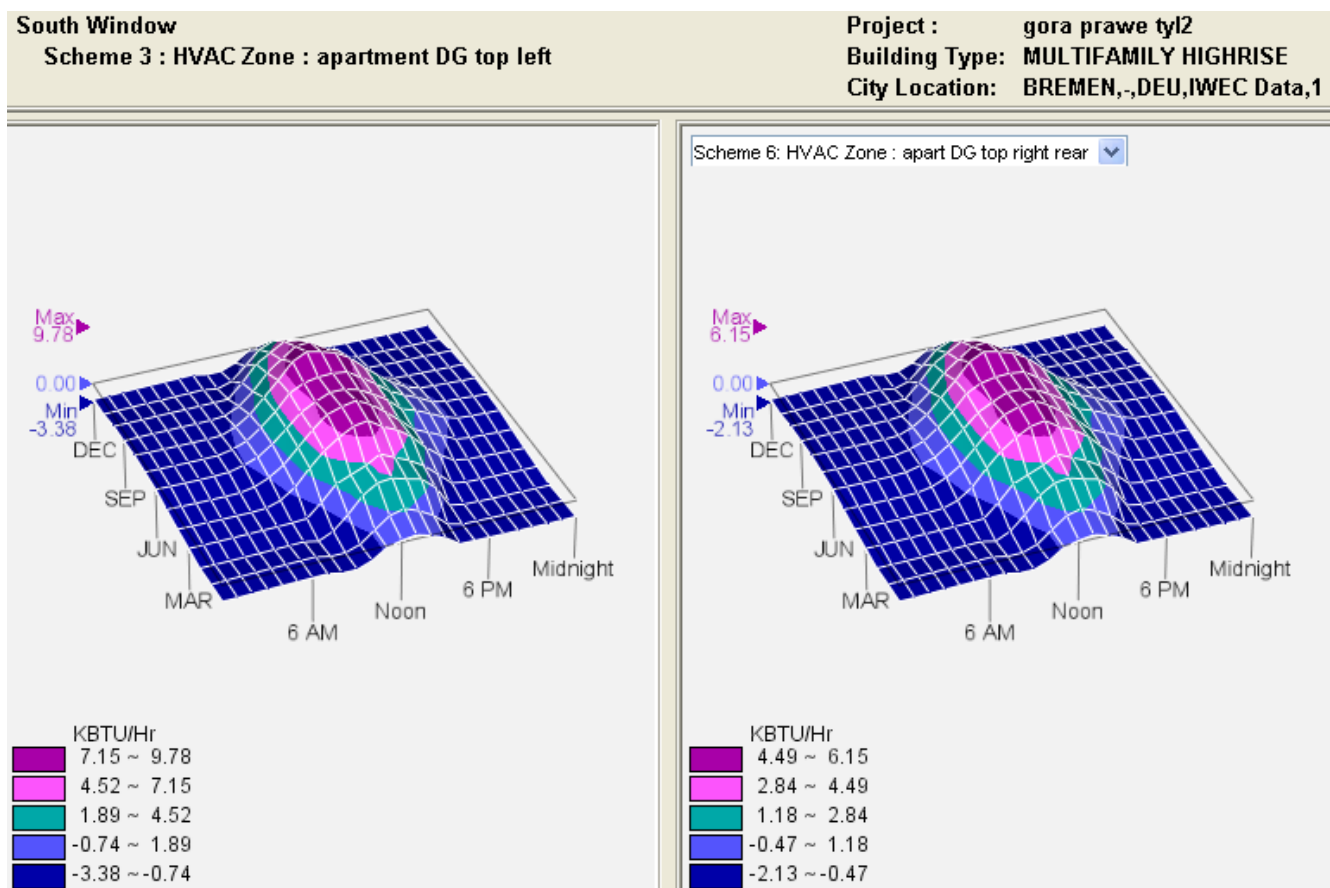 South Window
Scheme 3 : HVAC Zone : apartment DG top left
Project : gora prawe tyl2
Building Type: MULTIFAMILY HIGHRISE
City Location: BREMEN,-,DEU,IWEC Data,1
Max
9.78
0.00
Min
-3.38
DEC
SEP
JUN
MAR
6 AM
Noon
6 PM
Midnight
KBTU/Hr
7.15 ~ 9.78
4.52 ~ 7.15
1.89 ~ 4.52
-0.74 ~ 1.89
-3.38 ~ -0.74
Scheme 6: HVAC Zone : apart DG top right rear
Max
6.15
0.00
Min
-2.13
DEC
SEP
JUN
MAR
6 AM
Noon
6 PM
Midnight
KBTU/Hr
4.49 ~ 6.15
2.84 ~ 4.49
1.18 ~ 2.84
-0.47 ~ 1.18
-2.13 ~ -0.47